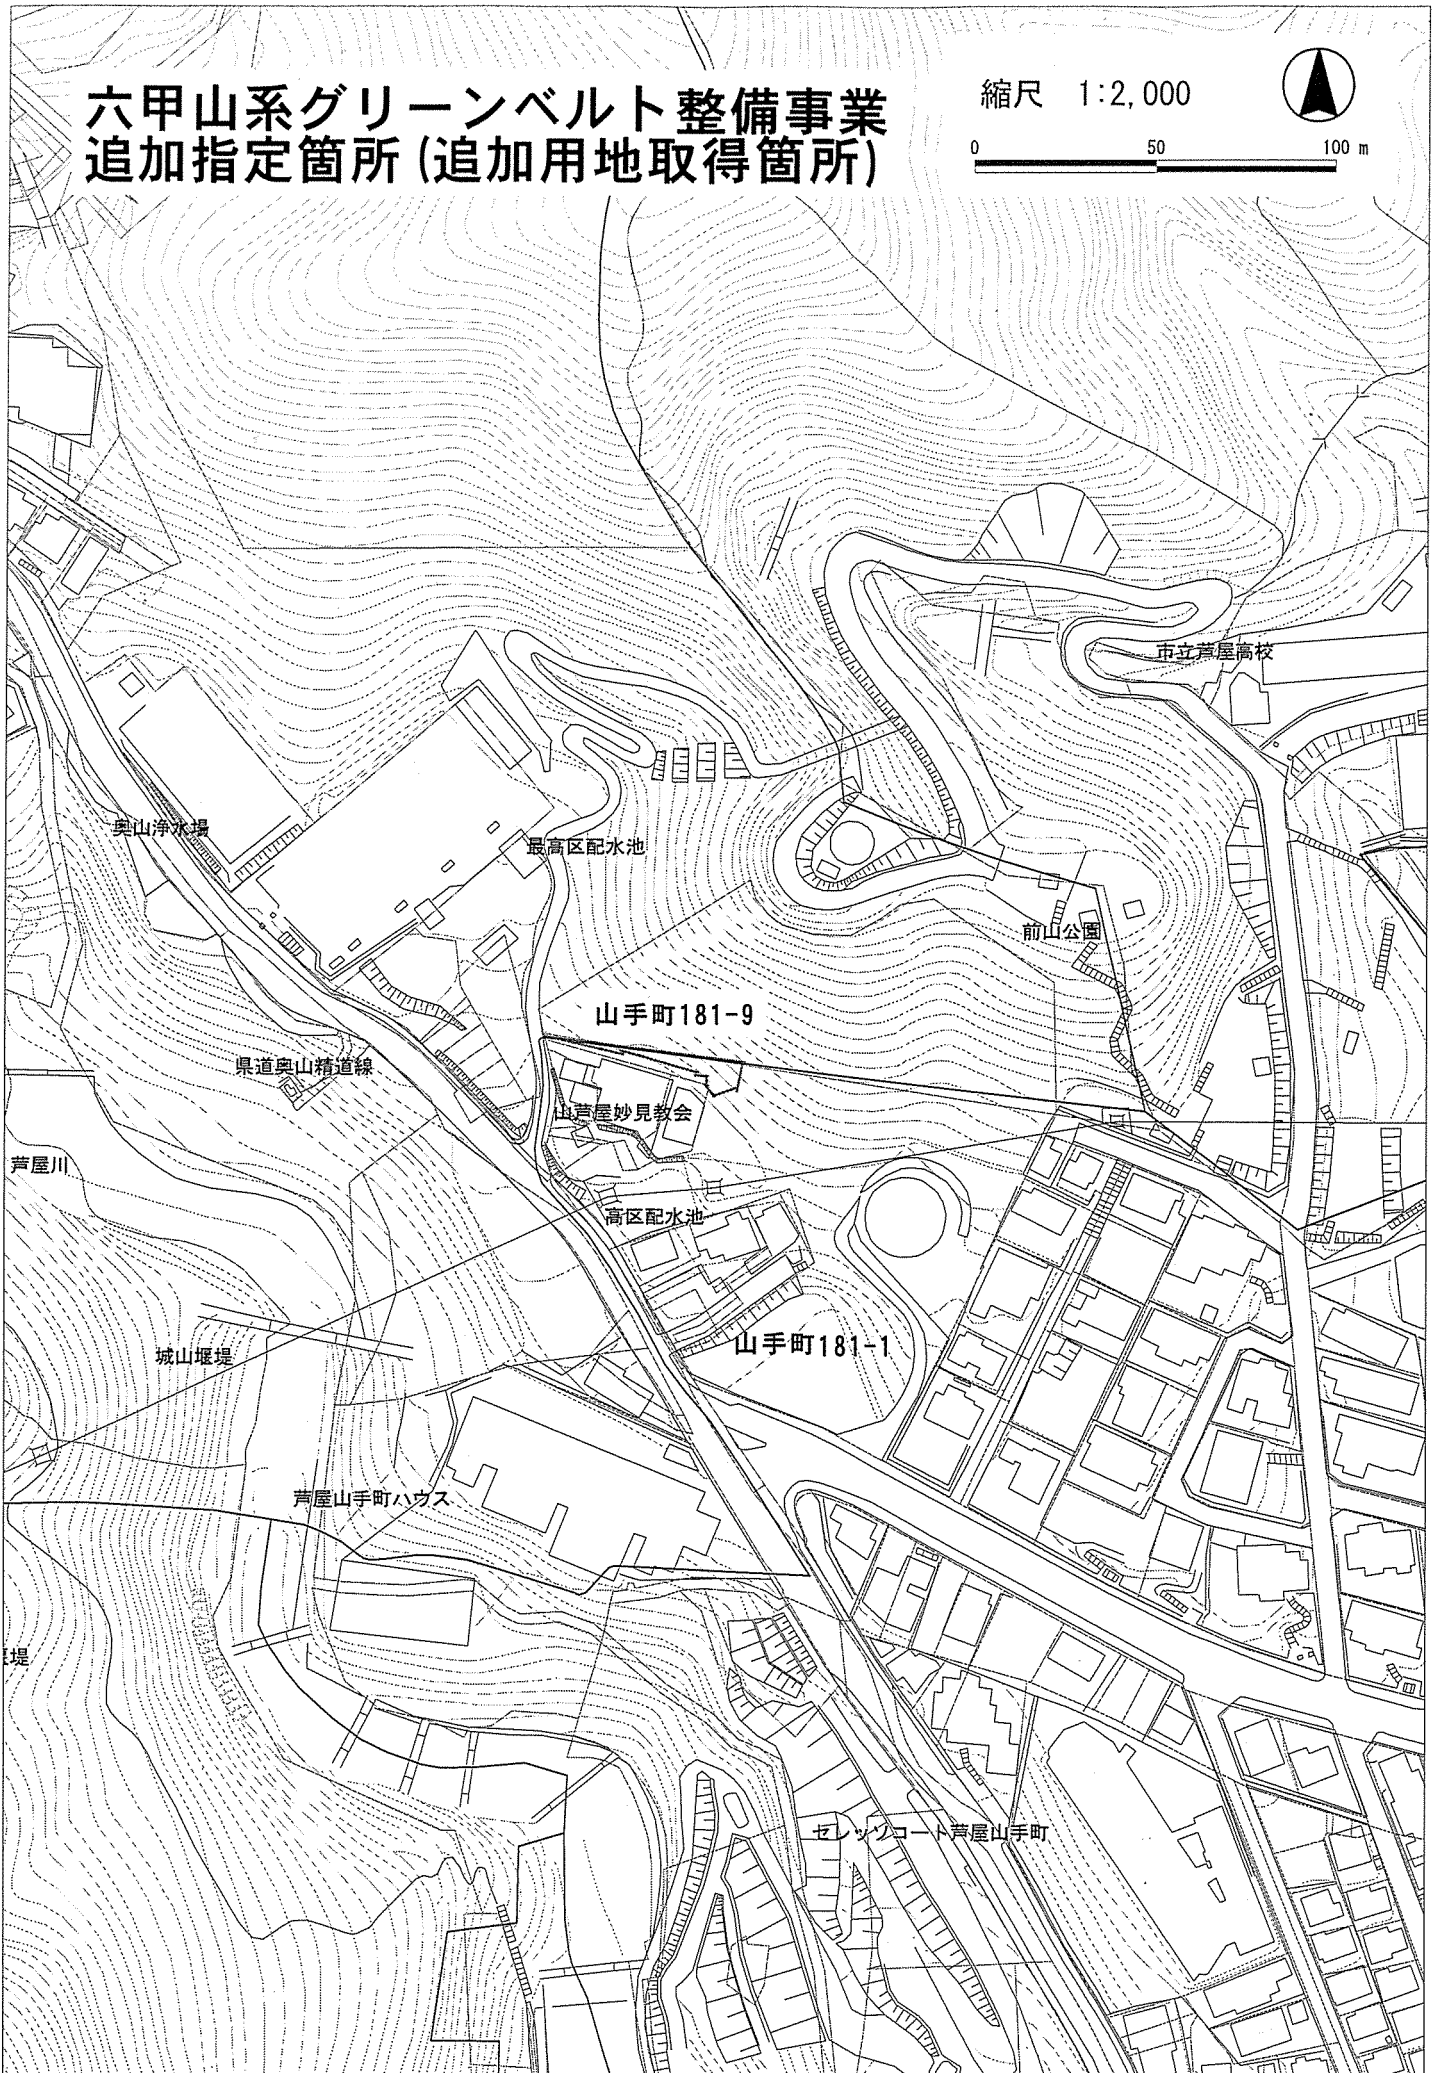 六甲山系グリーンベルト整備事業
追加指定箇所(追加用地取得箇所)
縮尺 1:2,000
0 50 100 m
市立芦屋高校
奥山浄水場
最高区配水池
前山公園
山手町181-9
県道奥山精道線
山芦屋妙見教会
芦屋川
高区配水池
山手町181-1
城山堰堤
芦屋山手町ハウス
堰堤
セレッソコート芦屋山手町